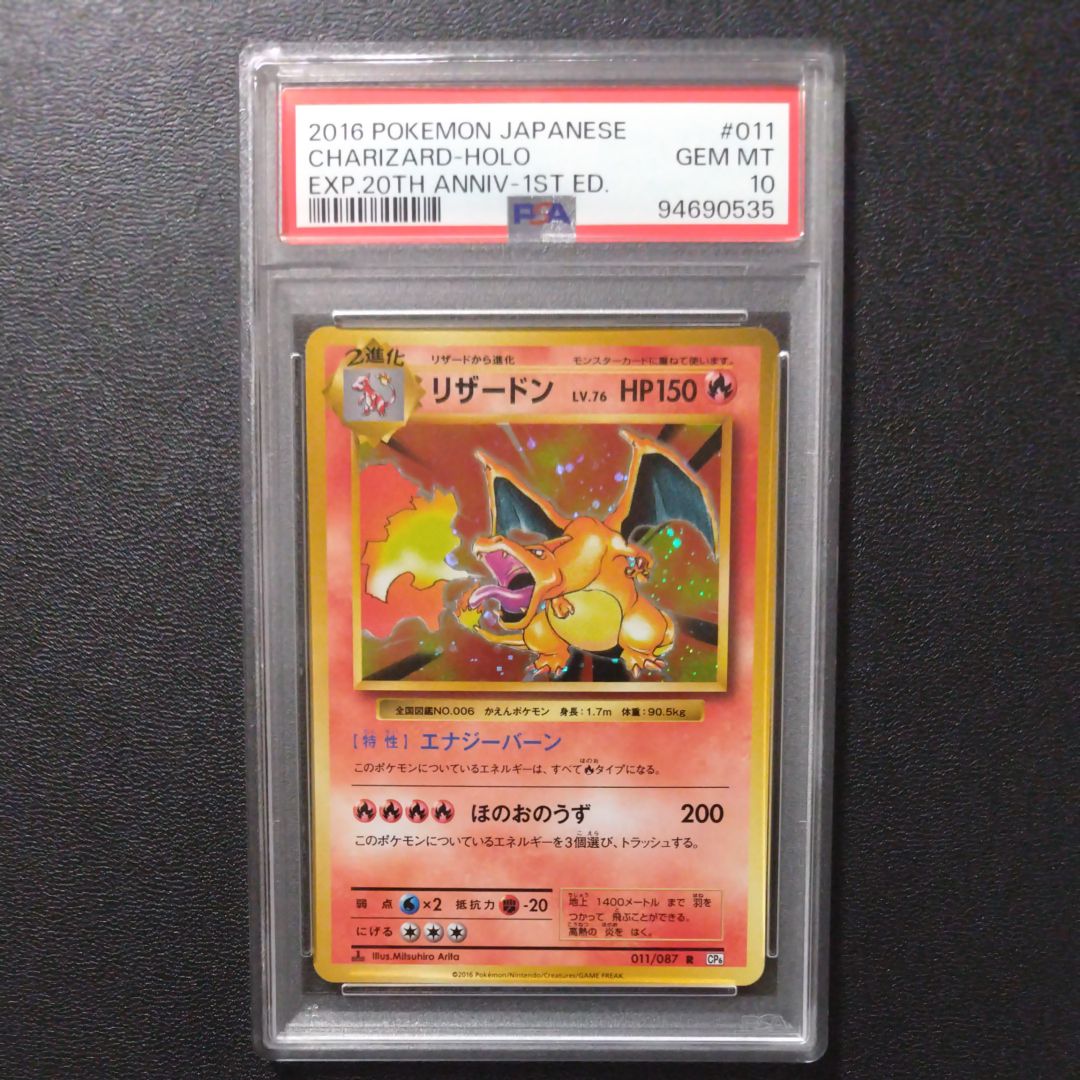 2016 POKEMON JAPANESE #011
CHARIZARD-HOLO GEM MT
EXP.20TH ANNIV-1ST ED. 10
PSA 94690535
2進化 リザードから進化 モンスターカードに重ねて使います。
リザードン LV.76 HP150
全国図鑑NO.006 かえんポケモン 身長:1.7m 体重:90.5kg
[特性] エナジーバーン
このポケモンについているエネルギーは、すべてタイプになる。
ほのおのうず 200
このポケモンについているエネルギーを3個選び、トラッシュする。
弱点 ×2 抵抗力 -20
にげる
地上 1400メートル まで 羽を
つかって 飛ぶことができる。
高熱の 炎を はく。
Illus.Mitsuhiro Arita 011/087 R CP6
©2016 Pokémon/Nintendo/Creatures/GAME FREAK